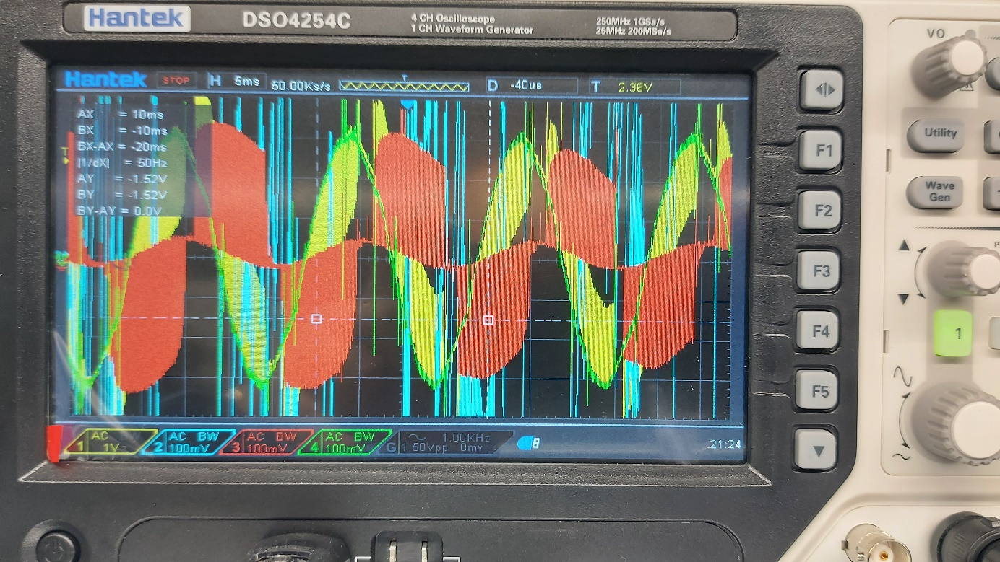 Hantek DSO4254C 4 CH Oscilloscope 250MHz 1GSa/s
1 CH Waveform Generator 25MHz 200MSa/s
VO
Hantek STOP H 5ms 50.00Ks/s T D -40us T 2.36V
AX = 10ms
BX = -10ms
BX-AX = -20ms
|1/dX| = 50Hz
AY = -1.52V
BY = -1.52V
BY-AY = 0.0V
T
Utility
F1
Wave
Gen
F2
F3
P
1
F4
F5
1 AC 1V
2 AC BW 100mV
3 AC BW 100mV
4 AC BW 100mV
G 1.00KHz
1.50Vpp 0mv
21:24